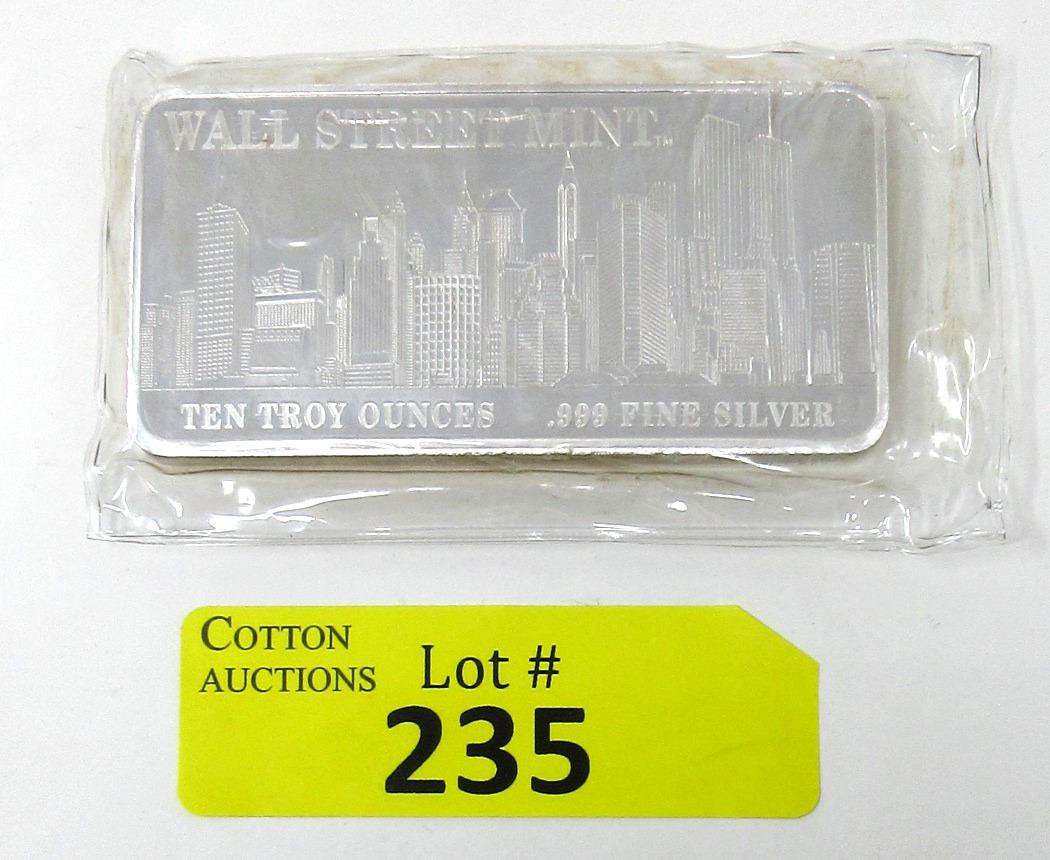 WALL STREET MINT™
TEN TROY OUNCES .999 FINE SILVER
COTTON
AUCTIONS
Lot #
235